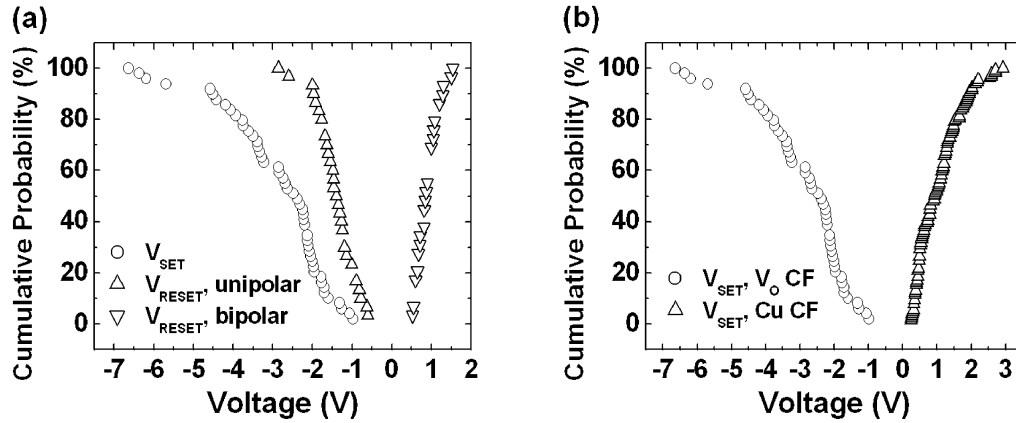 (a)
Cumulative Probability (%)
100
80
60
40
20
0
V_SET
V_RESET, unipolar
V_RESET, bipolar
-7 -6 -5 -4 -3 -2 -1 0 1 2
Voltage (V)
(b)
Cumulative Probability (%)
100
80
60
40
20
0
V_SET, V_O CF
V_SET, Cu CF
-7 -6 -5 -4 -3 -2 -1 0 1 2 3
Voltage (V)